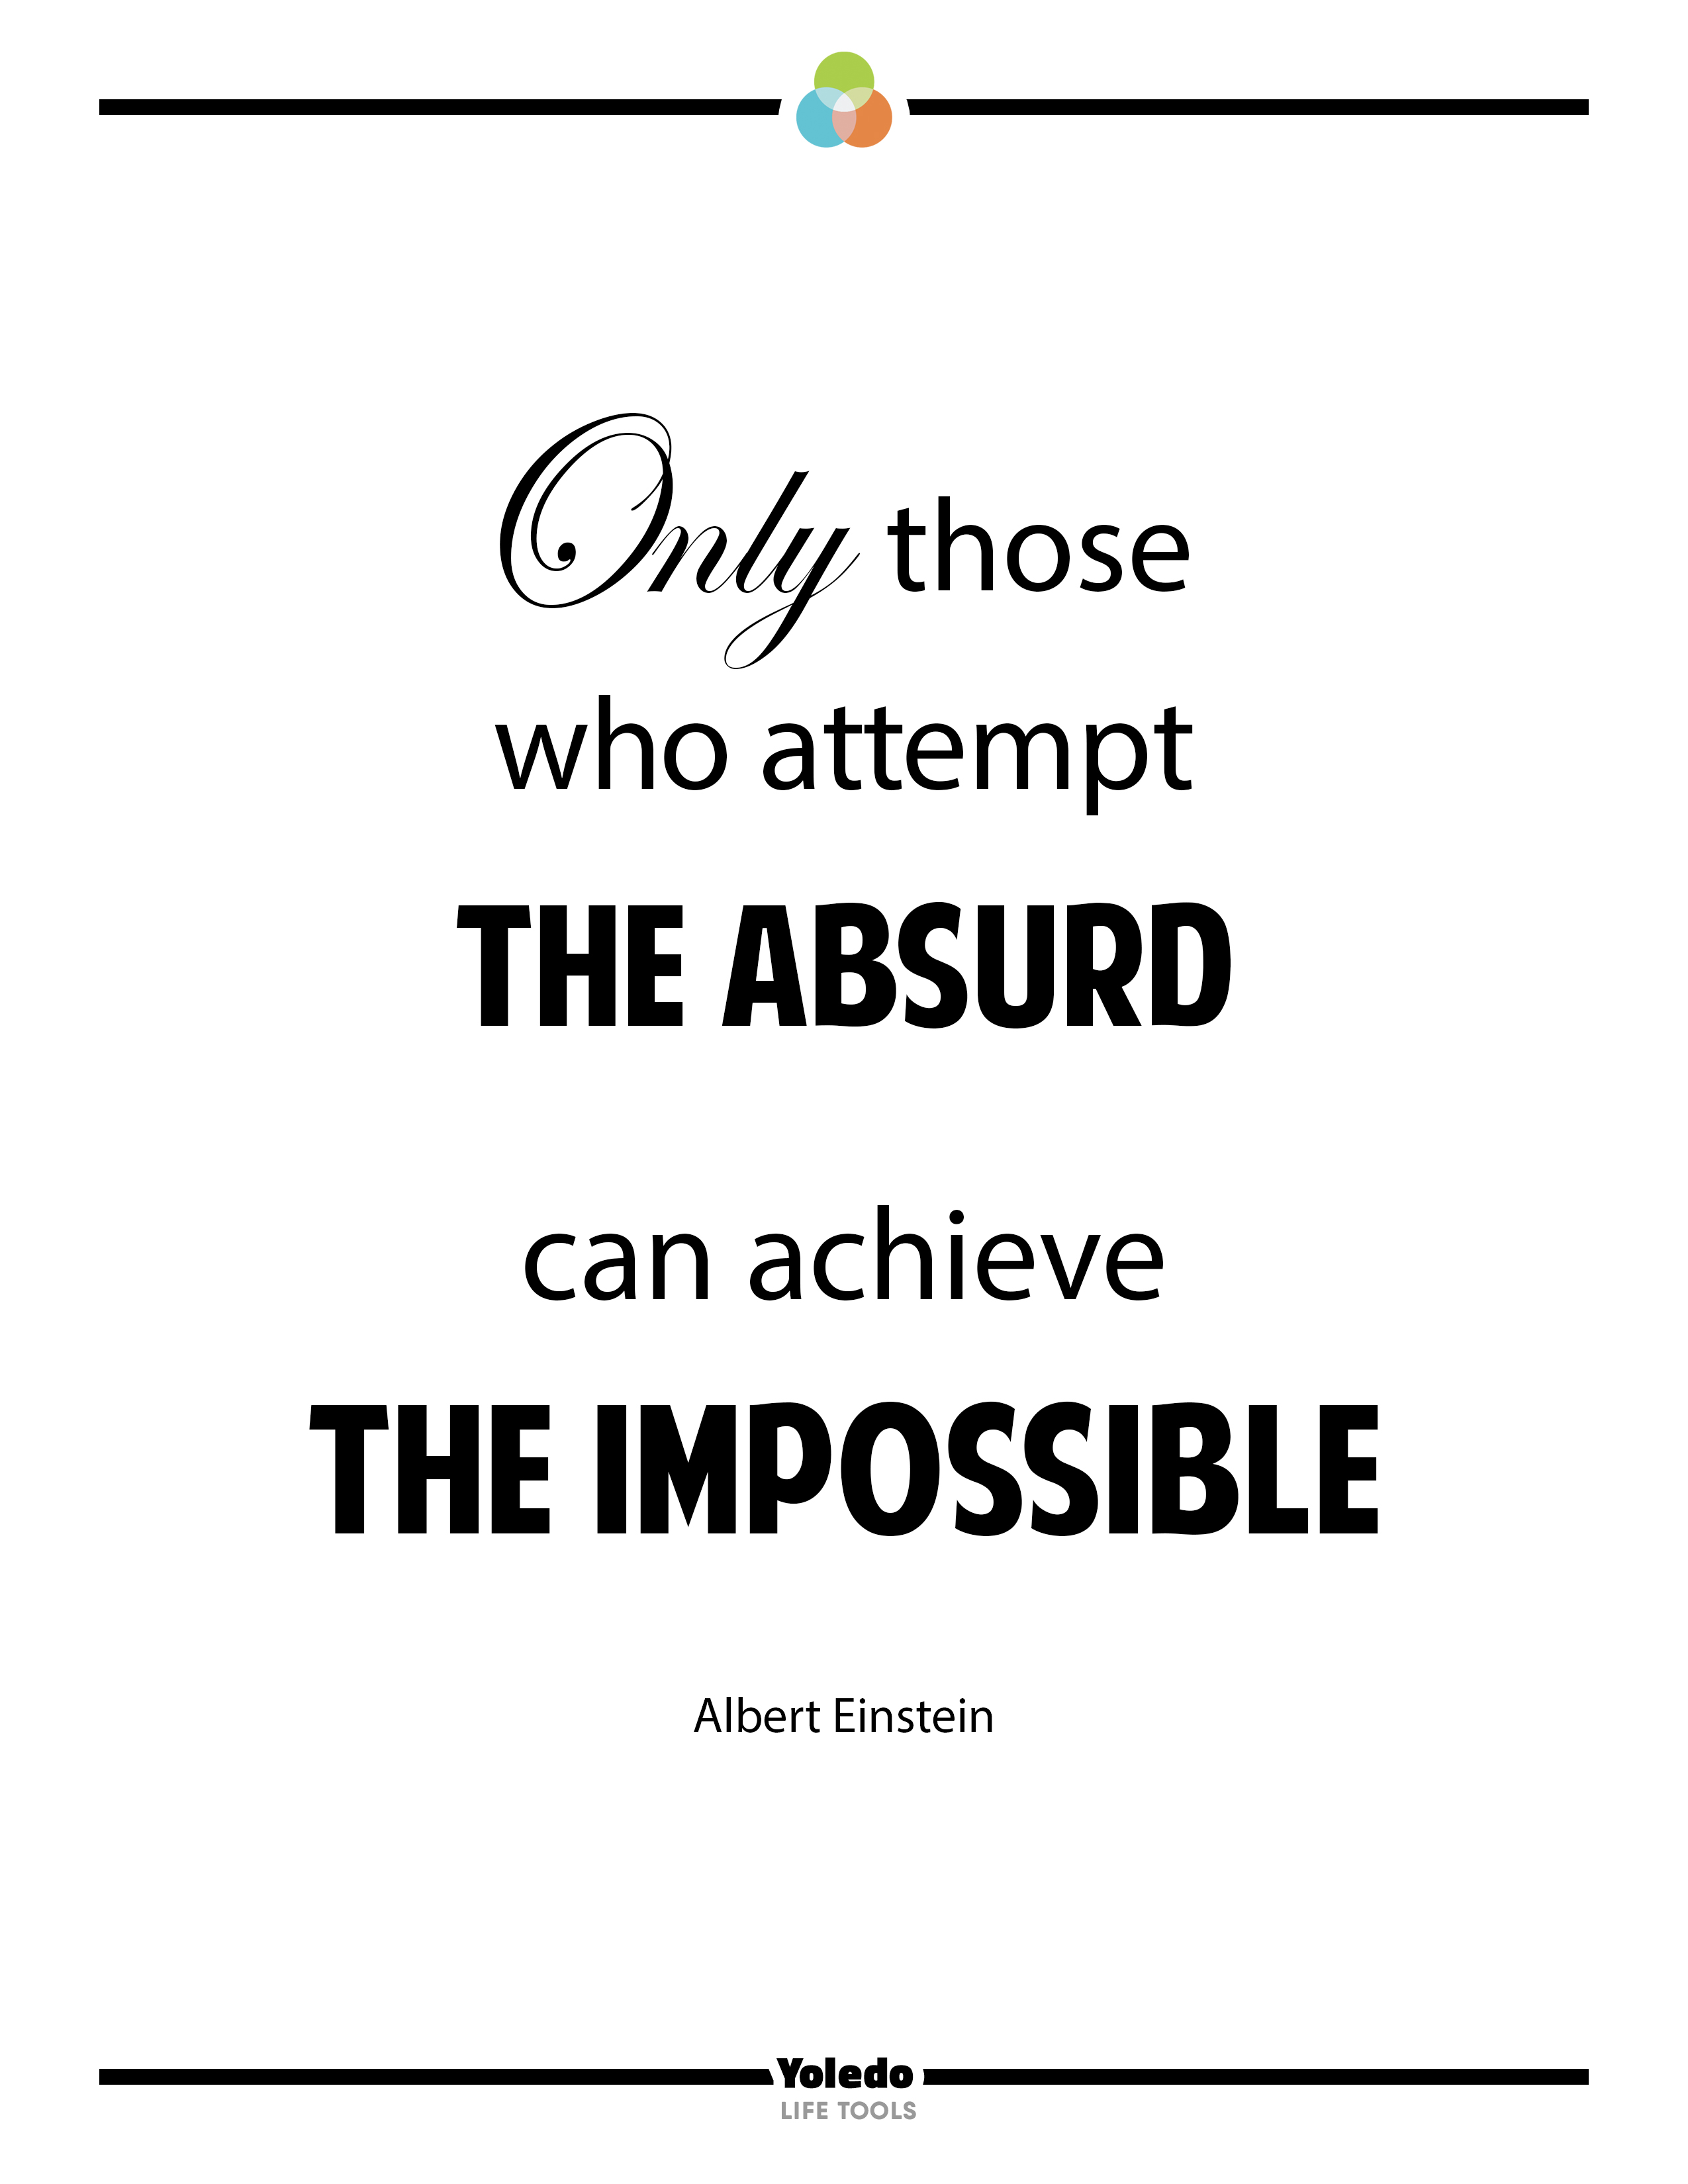 Only those
who attempt
THE ABSURD
can achieve
THE IMPOSSIBLE
Albert Einstein
Yoledo
LIFE TOOLS